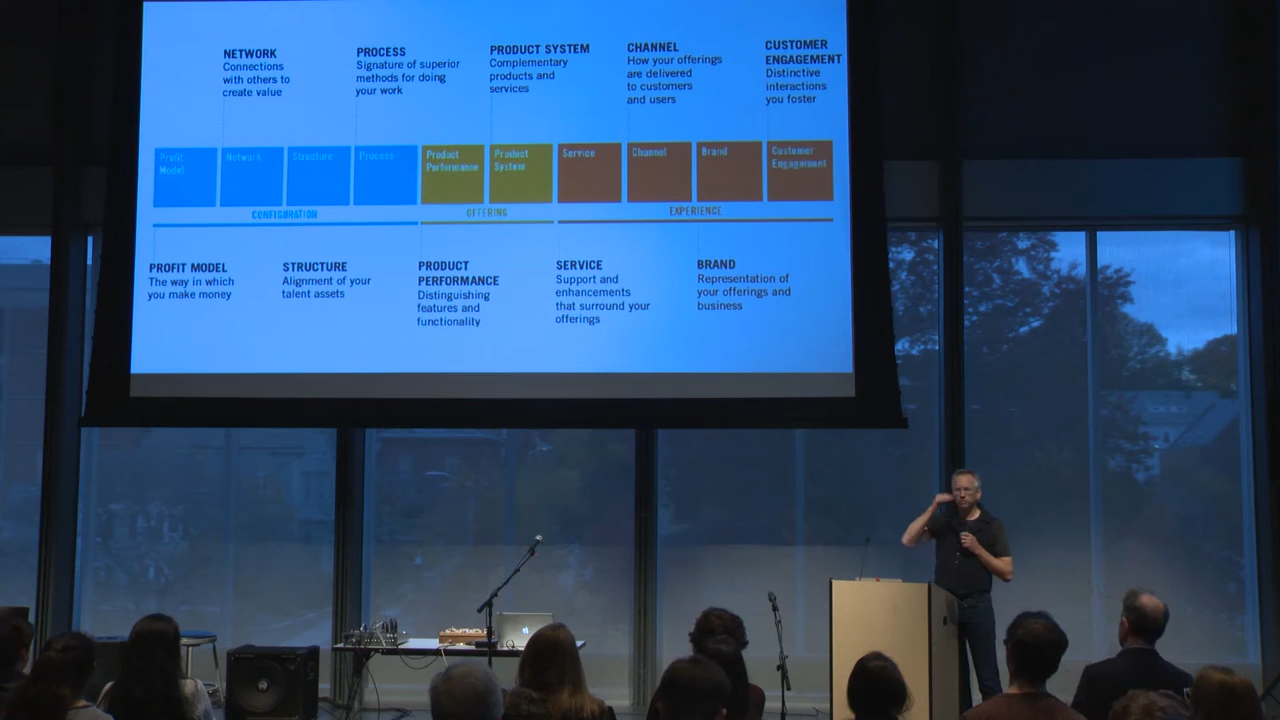 NETWORK
Connections
with others to
create value
PROCESS
Signature of superior
methods for doing
your work
PRODUCT SYSTEM
Complementary
products and
services
CHANNEL
How your offerings
are delivered
to customers
and users
CUSTOMER
ENGAGEMENT
Distinctive
interactions
you foster
Profit
Model
Network
Structure
Process
Product
Performance
Product
System
Service
Channel
Brand
Customer
Engagement
CONFIGURATION
OFFERING
EXPERIENCE
PROFIT MODEL
The way in which
you make money
STRUCTURE
Alignment of your
talent assets
PRODUCT
PERFORMANCE
Distinguishing
features and
functionality
SERVICE
Support and
enhancements
that surround your
offerings
BRAND
Representation of
your offerings and
business